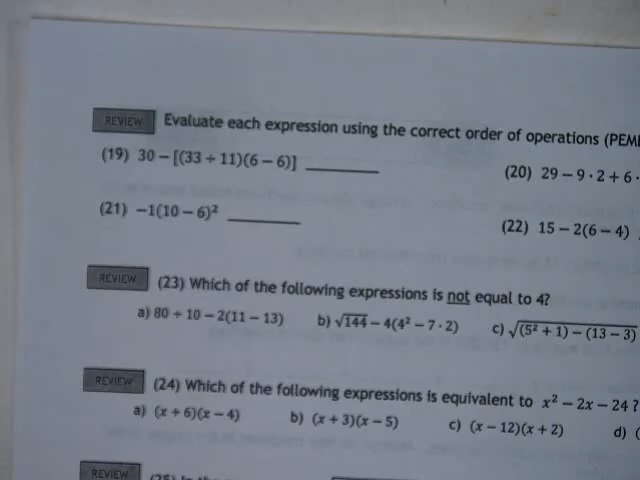 REVIEW Evaluate each expression using the correct order of operations (PEM
(19) 30 – [(33 ÷ 11)(6 – 6)] ________ (20) 29 – 9 · 2 + 6 ·
(21) –1(10 – 6)² ________ (22) 15 – 2(6 – 4)
REVIEW (23) Which of the following expressions is not equal to 4?
a) 80 ÷ 10 – 2(11 – 13) b) √144 – 4(4² – 7 · 2) c) √(5² + 1) – (13 – 3)
REVIEW (24) Which of the following expressions is equivalent to x² – 2x – 24 ?
a) (x + 6)(x – 4) b) (x + 3)(x – 5) c) (x – 12)(x + 2) d) (
REVIEW